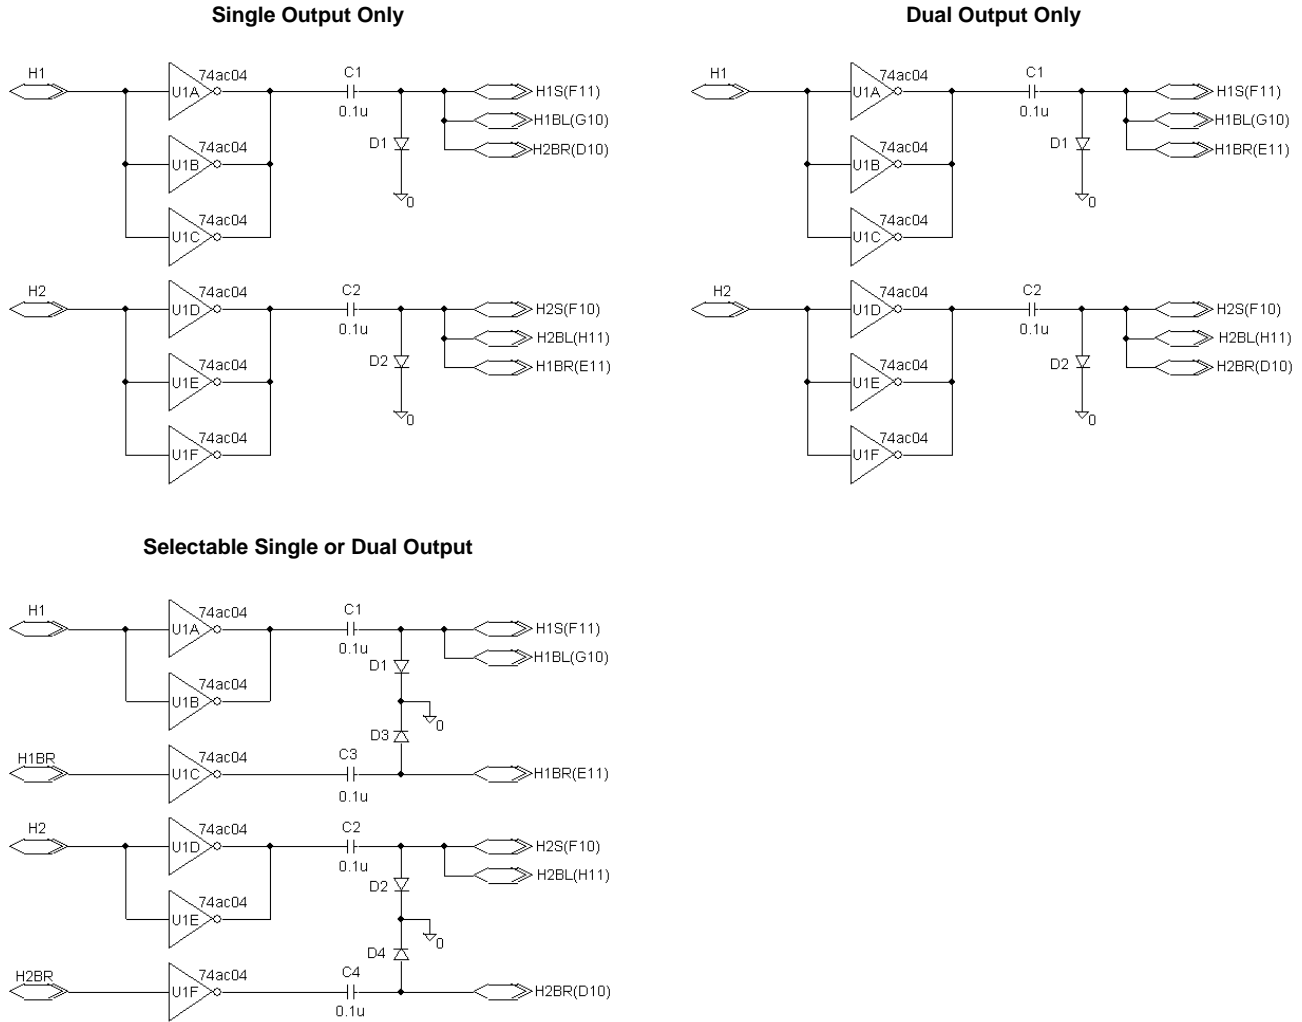 Single Output Only
H1
74ac04
U1A
C1
0.1u
H1S(F11)
H1BL(G10)
D1
H2BR(D10)
74ac04
U1B
0
74ac04
U1C
H2
74ac04
U1D
C2
0.1u
H2S(F10)
H2BL(H11)
D2
H1BR(E11)
74ac04
U1E
0
74ac04
U1F
Dual Output Only
H1
74ac04
U1A
C1
0.1u
H1S(F11)
H1BL(G10)
D1
H1BR(E11)
74ac04
U1B
0
74ac04
U1C
H2
74ac04
U1D
C2
0.1u
H2S(F10)
H2BL(H11)
D2
H2BR(D10)
74ac04
U1E
0
74ac04
U1F
Selectable Single or Dual Output
H1
74ac04
U1A
C1
0.1u
H1S(F11)
H1BL(G10)
D1
74ac04
U1B
0
D3
H1BR
74ac04
U1C
C3
0.1u
H1BR(E11)
H2
74ac04
U1D
C2
0.1u
H2S(F10)
H2BL(H11)
D2
74ac04
U1E
0
D4
H2BR
74ac04
U1F
C4
0.1u
H2BR(D10)